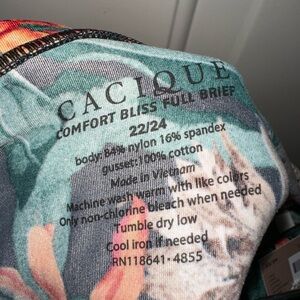 CACIQUE
COMFORT BLISS FULL BRIEF
22/24
body: 84% nylon 16% spandex
gusset: 100% cotton
Made in Vietnam
Machine wash warm with like colors
Only non-chlorine bleach when needed
Tumble dry low
Cool iron if needed
RN118641 · 4855